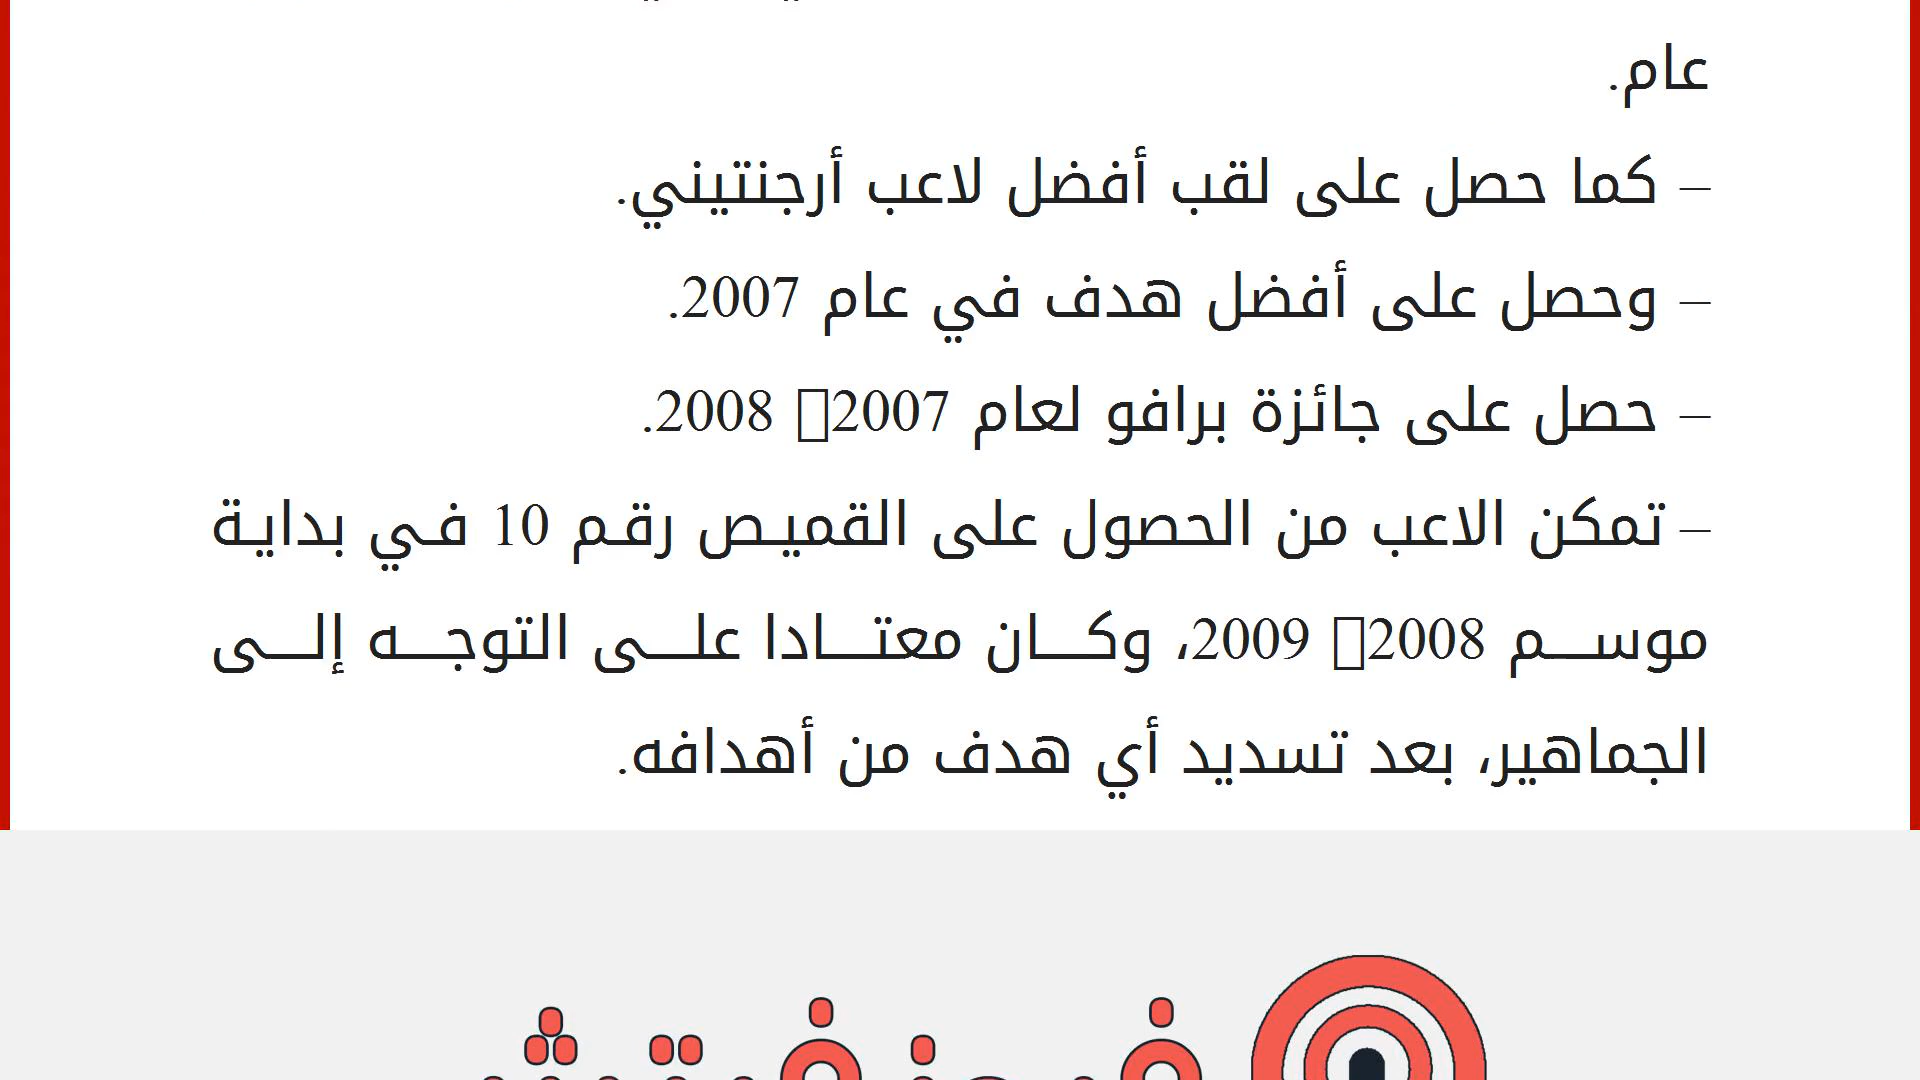 عام.
– كما حصل على لقب أفضل لاعب أرجنتيني.
– وحصل على أفضل هدف في عام 2007.
– حصل على جائزة برافو لعام 2007 2008.
– تمكن الاعب من الحصول على القميص رقم 10 في بداية
موسم 2008 2009، وكان معتادا على التوجه إلى
الجماهير، بعد تسديد أي هدف من أهدافه.